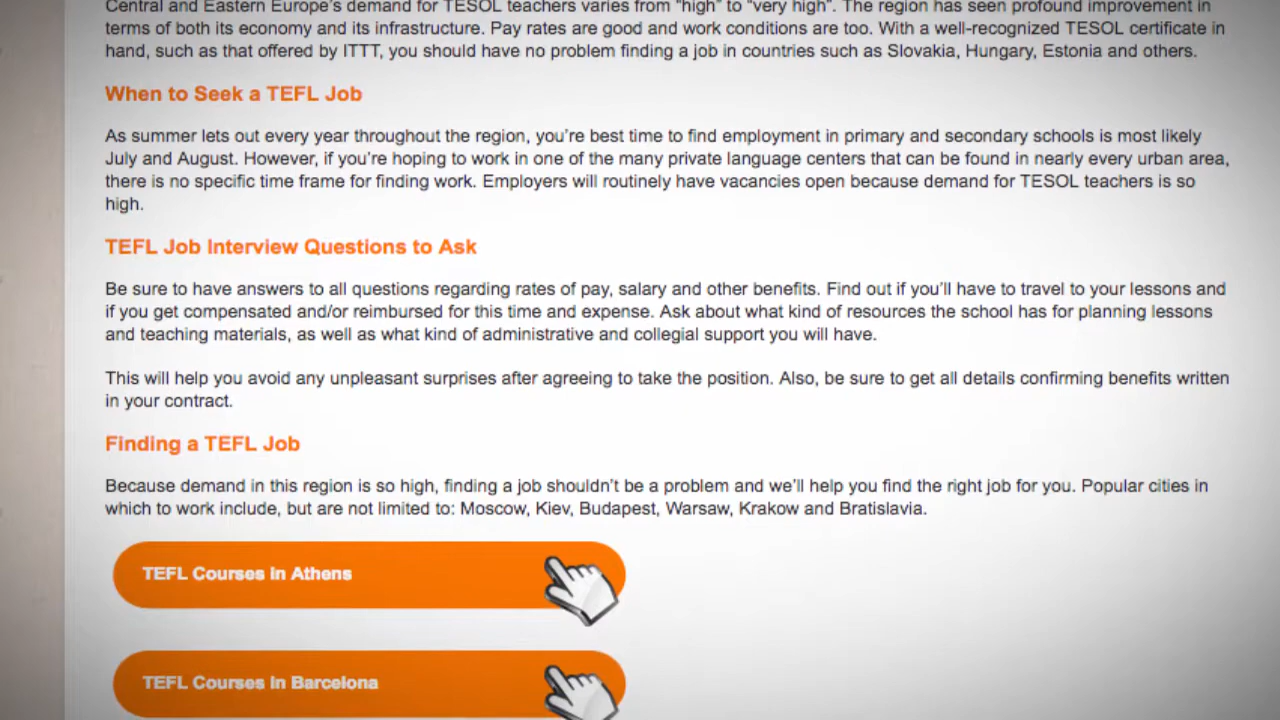 Central and Eastern Europe's demand for TESOL teachers varies from "high" to "very high". The region has seen profound improvement in
terms of both its economy and its infrastructure. Pay rates are good and work conditions are too. With a well-recognized TESOL certificate in
hand, such as that offered by ITTT, you should have no problem finding a job in countries such as Slovakia, Hungary, Estonia and others.
When to Seek a TEFL Job
As summer lets out every year throughout the region, you're best time to find employment in primary and secondary schools is most likely
July and August. However, if you're hoping to work in one of the many private language centers that can be found in nearly every urban area,
there is no specific time frame for finding work. Employers will routinely have vacancies open because demand for TESOL teachers is so
high.
TEFL Job Interview Questions to Ask
Be sure to have answers to all questions regarding rates of pay, salary and other benefits. Find out if you'll have to travel to your lessons and
if you get compensated and/or reimbursed for this time and expense. Ask about what kind of resources the school has for planning lessons
and teaching materials, as well as what kind of administrative and collegial support you will have.
This will help you avoid any unpleasant surprises after agreeing to take the position. Also, be sure to get all details confirming benefits written
in your contract.
Finding a TEFL Job
Because demand in this region is so high, finding a job shouldn't be a problem and we'll help you find the right job for you. Popular cities in
which to work include, but are not limited to: Moscow, Kiev, Budapest, Warsaw, Krakow and Bratislavia.
TEFL Courses In Athens
TEFL Courses In Barcelona